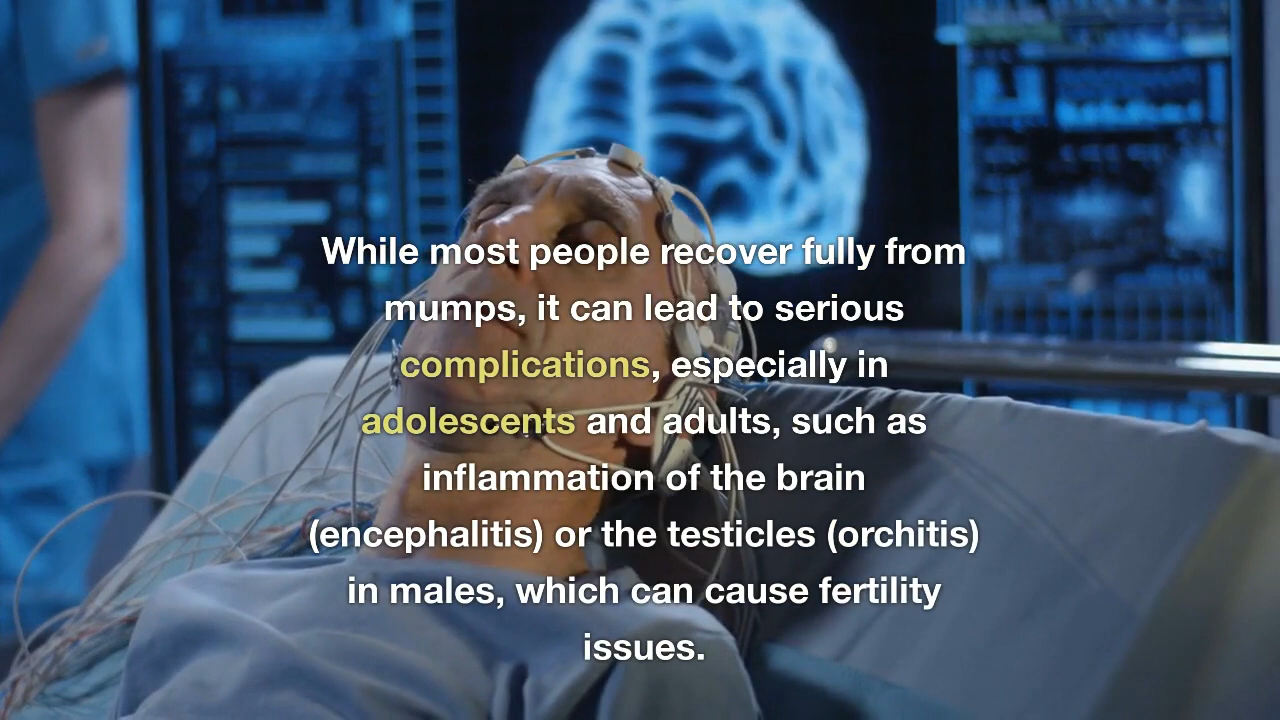 While most people recover fully from
mumps, it can lead to serious
complications, especially in
adolescents and adults, such as
inflammation of the brain
(encephalitis) or the testicles (orchitis)
in males, which can cause fertility
issues.